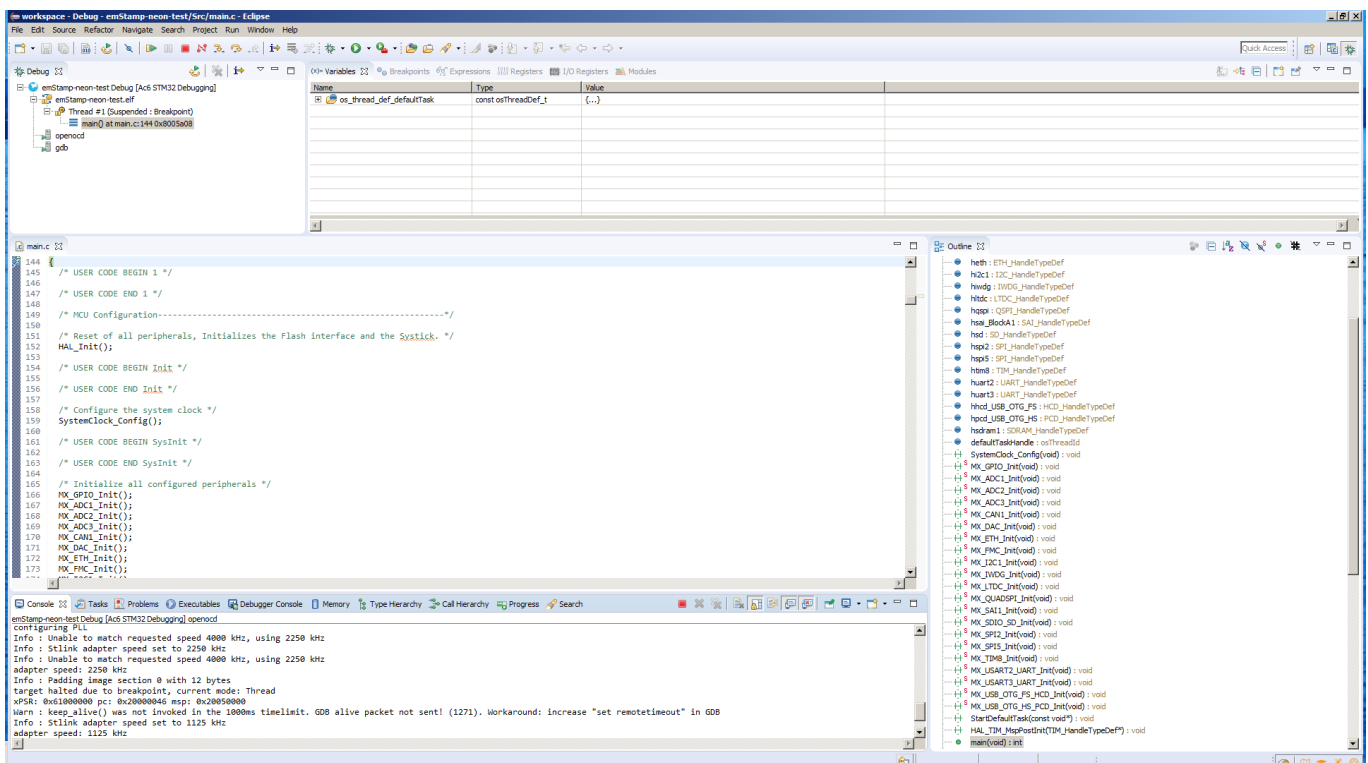 workspace - Debug - emStamp-neon-test/Src/main.c - Eclipse
File Edit Source Refactor Navigate Search Project Run Window Help
Quick Access
Debug
emStamp-neon-test Debug [Ac6 STM32 Debugging]
emStamp-neon-test.elf
Thread #1 (Suspended : Breakpoint)
main() at main.c:144 0x8005a08
openocd
gdb
(x)= Variables Breakpoints Expressions Registers I/O Registers Modules
Name Type Value
os_thread_def_defaultTask const osThreadDef_t {...}
main.c
144 {
145 /* USER CODE BEGIN 1 */
146
147 /* USER CODE END 1 */
148
149 /* MCU Configuration----------------------------------------------------------*/
150
151 /* Reset of all peripherals, Initializes the Flash interface and the Systick. */
152 HAL_Init();
153
154 /* USER CODE BEGIN Init */
155
156 /* USER CODE END Init */
157
158 /* Configure the system clock */
159 SystemClock_Config();
160
161 /* USER CODE BEGIN SysInit */
162
163 /* USER CODE END SysInit */
164
165 /* Initialize all configured peripherals */
166 MX_GPIO_Init();
167 MX_ADC1_Init();
168 MX_ADC2_Init();
169 MX_ADC3_Init();
170 MX_CAN1_Init();
171 MX_DAC_Init();
172 MX_ETH_Init();
173 MX_FMC_Init();
Outline
heth : ETH_HandleTypeDef
hi2c1 : I2C_HandleTypeDef
hiwdg : IWDG_HandleTypeDef
hltdc : LTDC_HandleTypeDef
hqspi : QSPI_HandleTypeDef
hsai_BlockA1 : SAI_HandleTypeDef
hsd : SD_HandleTypeDef
hspi2 : SPI_HandleTypeDef
hspi5 : SPI_HandleTypeDef
htim8 : TIM_HandleTypeDef
huart2 : UART_HandleTypeDef
huart3 : UART_HandleTypeDef
hhcd_USB_OTG_FS : HCD_HandleTypeDef
hpcd_USB_OTG_HS : PCD_HandleTypeDef
hsdram1 : SDRAM_HandleTypeDef
defaultTaskHandle : osThreadId
SystemClock_Config(void) : void
MX_GPIO_Init(void) : void
MX_ADC1_Init(void) : void
MX_ADC2_Init(void) : void
MX_ADC3_Init(void) : void
MX_CAN1_Init(void) : void
MX_DAC_Init(void) : void
MX_ETH_Init(void) : void
MX_FMC_Init(void) : void
MX_I2C1_Init(void) : void
MX_IWDG_Init(void) : void
MX_LTDC_Init(void) : void
MX_QUADSPI_Init(void) : void
MX_SAI1_Init(void) : void
MX_SDIO_SD_Init(void) : void
MX_SPI2_Init(void) : void
MX_SPI5_Init(void) : void
MX_TIM8_Init(void) : void
MX_USART2_UART_Init(void) : void
MX_USART3_UART_Init(void) : void
MX_USB_OTG_FS_HCD_Init(void) : void
MX_USB_OTG_HS_PCD_Init(void) : void
StartDefaultTask(const void*) : void
HAL_TIM_MspPostInit(TIM_HandleTypeDef*) : void
main(void) : int
Console Tasks Problems Executables Debugger Console Memory Type Hierarchy Call Hierarchy Progress Search
emStamp-neon-test Debug [Ac6 STM32 Debugging] openocd
configuring PLL
Info : Unable to match requested speed 4000 kHz, using 2250 kHz
Info : Stlink adapter speed set to 2250 kHz
Info : Unable to match requested speed 4000 kHz, using 2250 kHz
adapter speed: 2250 kHz
Info : Padding image section 0 with 12 bytes
target halted due to breakpoint, current mode: Thread
xPSR: 0x61000000 pc: 0x20000046 msp: 0x20050000
Warn : keep_alive() was not invoked in the 1000ms timelimit. GDB alive packet not sent! (1271). Workaround: increase "set remotetimeout" in GDB
Info : Stlink adapter speed set to 1125 kHz
adapter speed: 1125 kHz